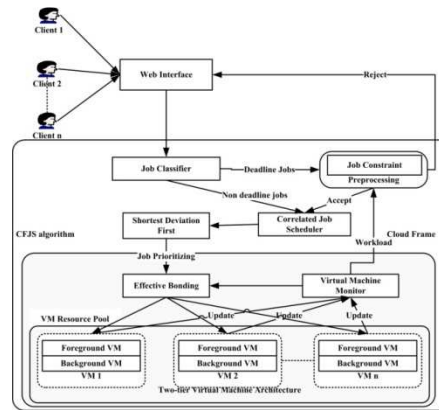 Client 1
Client 2
Client n
Web Interface
Reject
Job Classifier
Deadline Jobs
Job Constraint
Preprocessing
Non deadline jobs
Accept
Shortest Deviation
First
Correlated Job
Scheduler
CFJS algorithm
Cloud Frame
Job Prioritizing
Workload
Effective Bonding
Virtual Machine
Monitor
VM Resource Pool
Update
Update
Update
Foreground VM
Background VM
VM 1
Foreground VM
Background VM
VM 2
Foreground VM
Background VM
VM n
Two-tier Virtual Machine Architecture